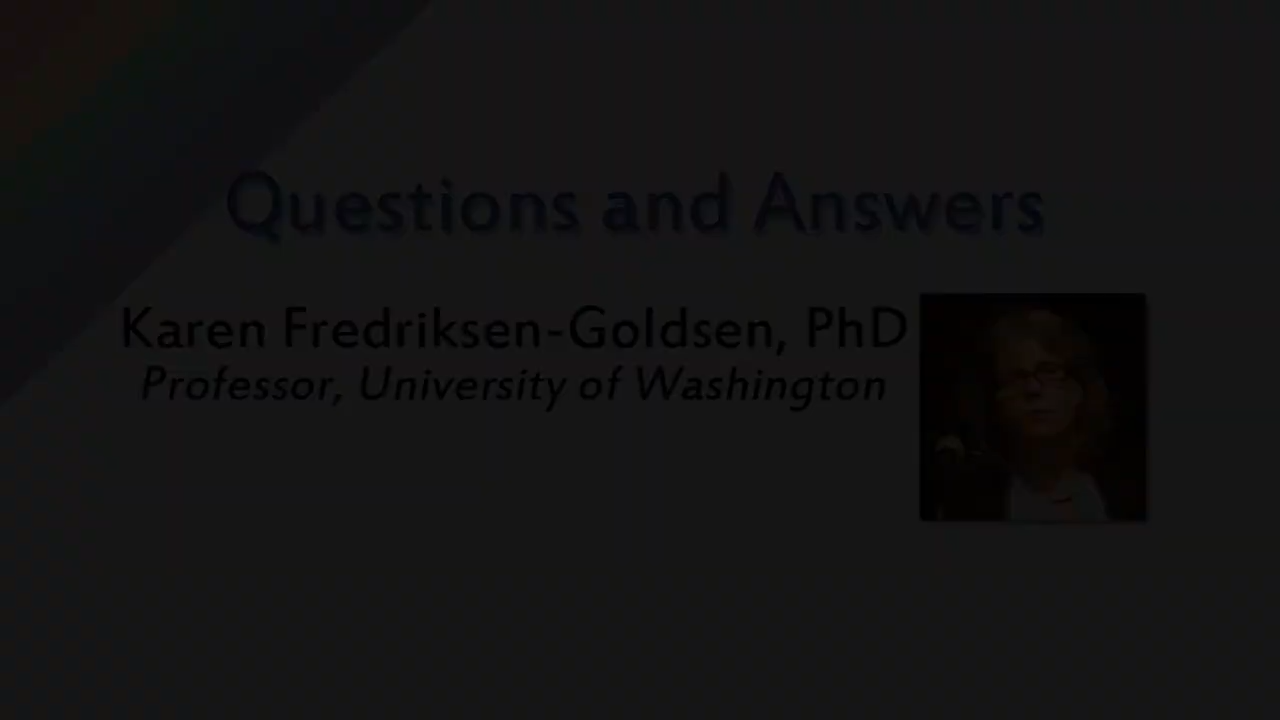 Questions and Answers
Karen Fredriksen-Goldsen, PhD
Professor, University of Washington